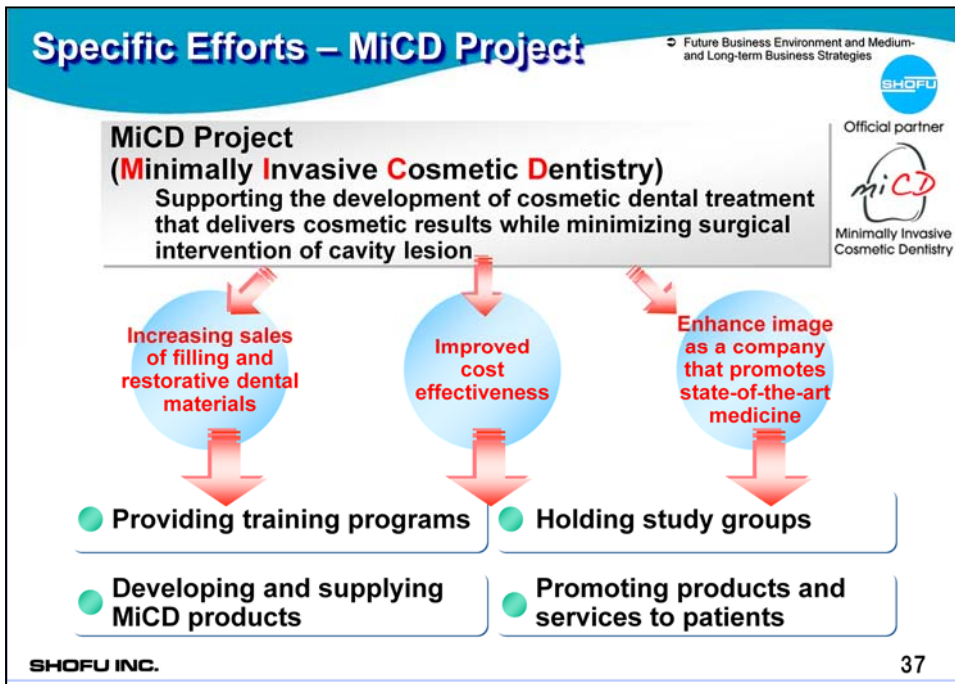 Specific Efforts – MiCD Project
➲ Future Business Environment and Medium-
and Long-term Business Strategies
SHOFU
Official partner
miCD
Minimally Invasive
Cosmetic Dentistry
MiCD Project
(Minimally Invasive Cosmetic Dentistry)
Supporting the development of cosmetic dental treatment
that delivers cosmetic results while minimizing surgical
intervention of cavity lesion
Increasing sales
of filling and
restorative dental
materials
Improved
cost
effectiveness
Enhance image
as a company
that promotes
state-of-the-art
medicine
Providing training programs
Holding study groups
Developing and supplying
MiCD products
Promoting products and
services to patients
SHOFU INC.
37